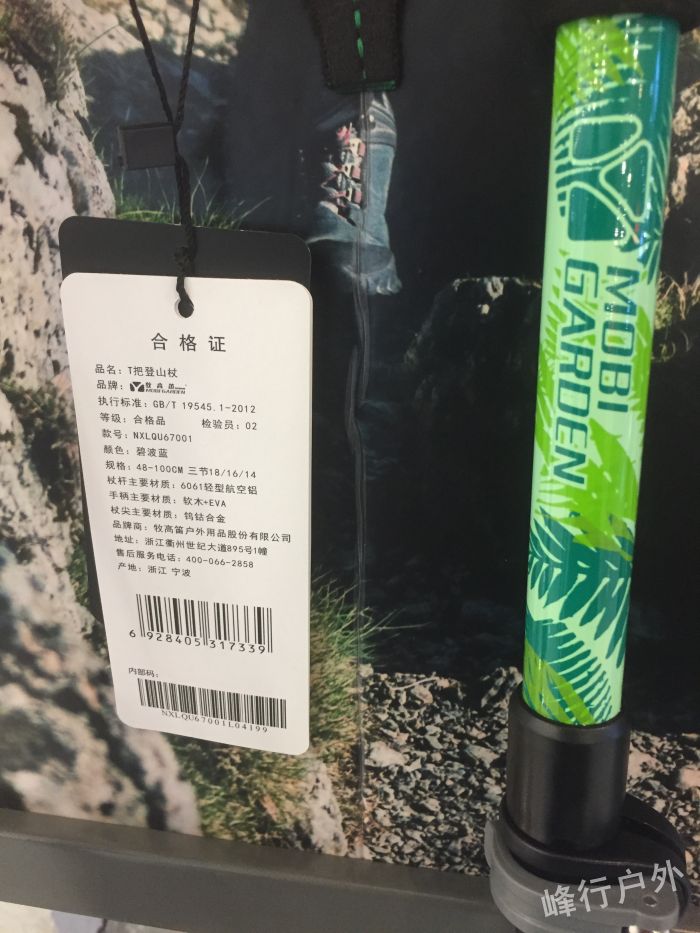 合格证
品名：T把登山杖
品牌：牧高笛 MOBI GARDEN
执行标准：GB/T 19545.1-2012
等级：合格品 检验员：02
款号：NXLQU67001
颜色：碧波蓝
规格：48-100CM 三节18/16/14
杖杆主要材质：6061轻型航空铝
手柄主要材质：软木+EVA
杖尖主要材质：钨钴合金
品牌商：牧高笛户外用品股份有限公司
地址：浙江衢州世纪大道895号1幢
售后服务电话：400-066-2858
产地：浙江 宁波
6 928405 317339
内部码：
NXLQU67001L04199
MOBI
GARDEN
峰行户外